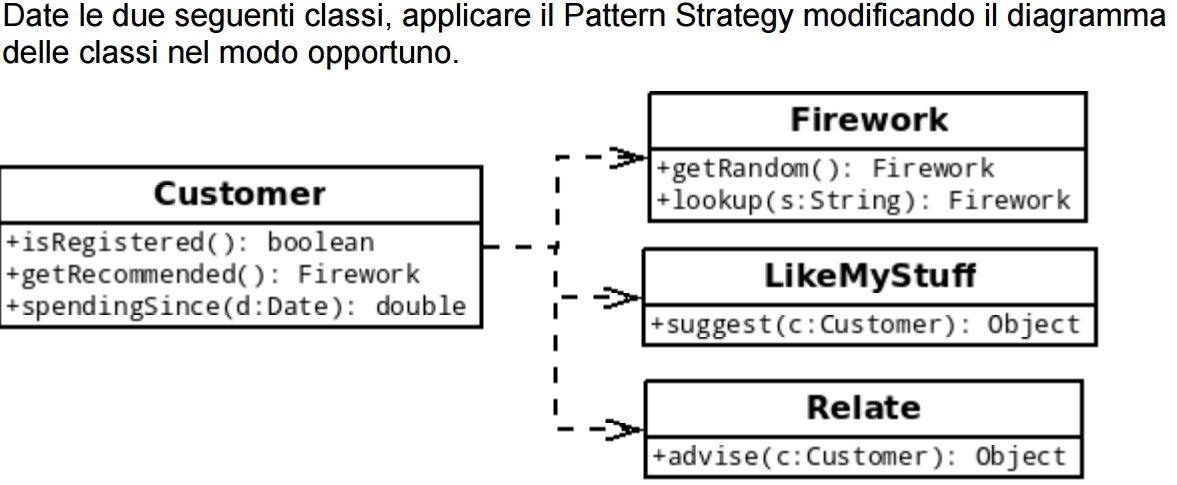 Date le due seguenti classi, applicare il Pattern Strategy modificando il diagramma
delle classi nel modo opportuno.
Customer
+isRegistered(): boolean
+getRecommended(): Firework
+spendingSince(d:Date): double
Firework
+getRandom(): Firework
+lookup(s:String): Firework
LikeMyStuff
+suggest(c:Customer): Object
Relate
+advise(c:Customer): Object